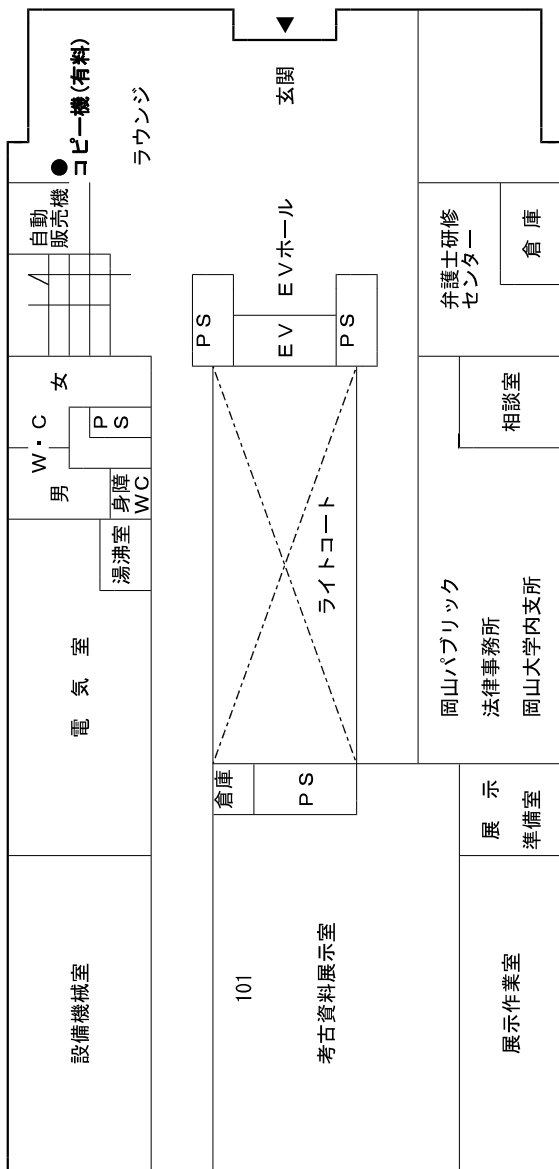 コピー機(有料)
ラウンジ
玄関
自動
販売機
EVホール
PS
EV
PS
弁護士研修
センター
倉庫
W・C
女
男
PS
身障
WC
湯沸室
相談室
ライトコート
電気室
岡山パブリック
法律事務所
岡山大学内支所
倉庫
PS
展示
準備室
設備機械室
101
考古資料展示室
展示作業室